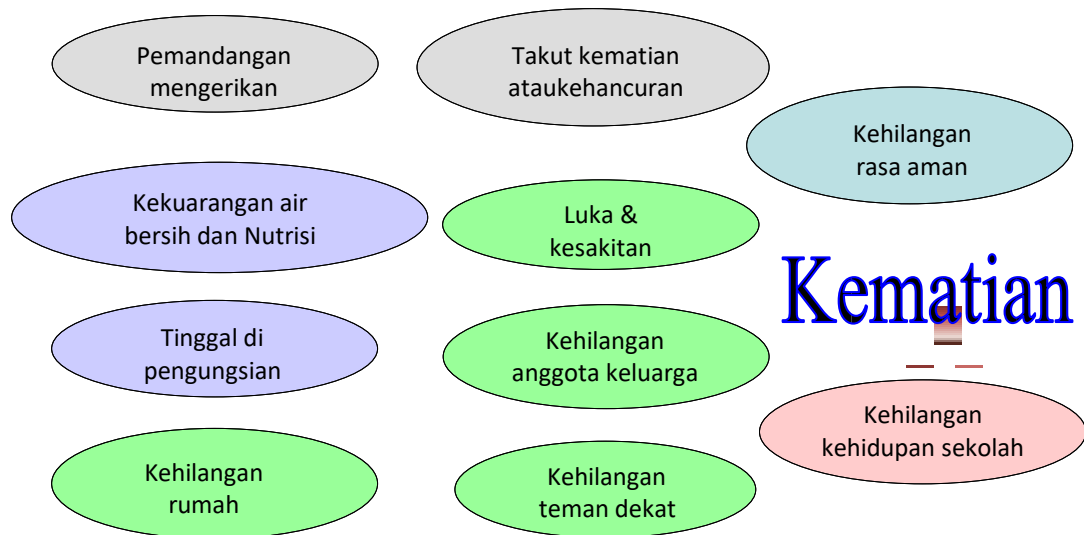 Pemandangan
mengerikan
Takut kematian
ataukehancuran
Kehilangan
rasa aman
Kekuarangan air
bersih dan Nutrisi
Luka &
kesakitan
Kematian
Tinggal di
pengungsian
Kehilangan
anggota keluarga
Kehilangan
kehidupan sekolah
Kehilangan
rumah
Kehilangan
teman dekat